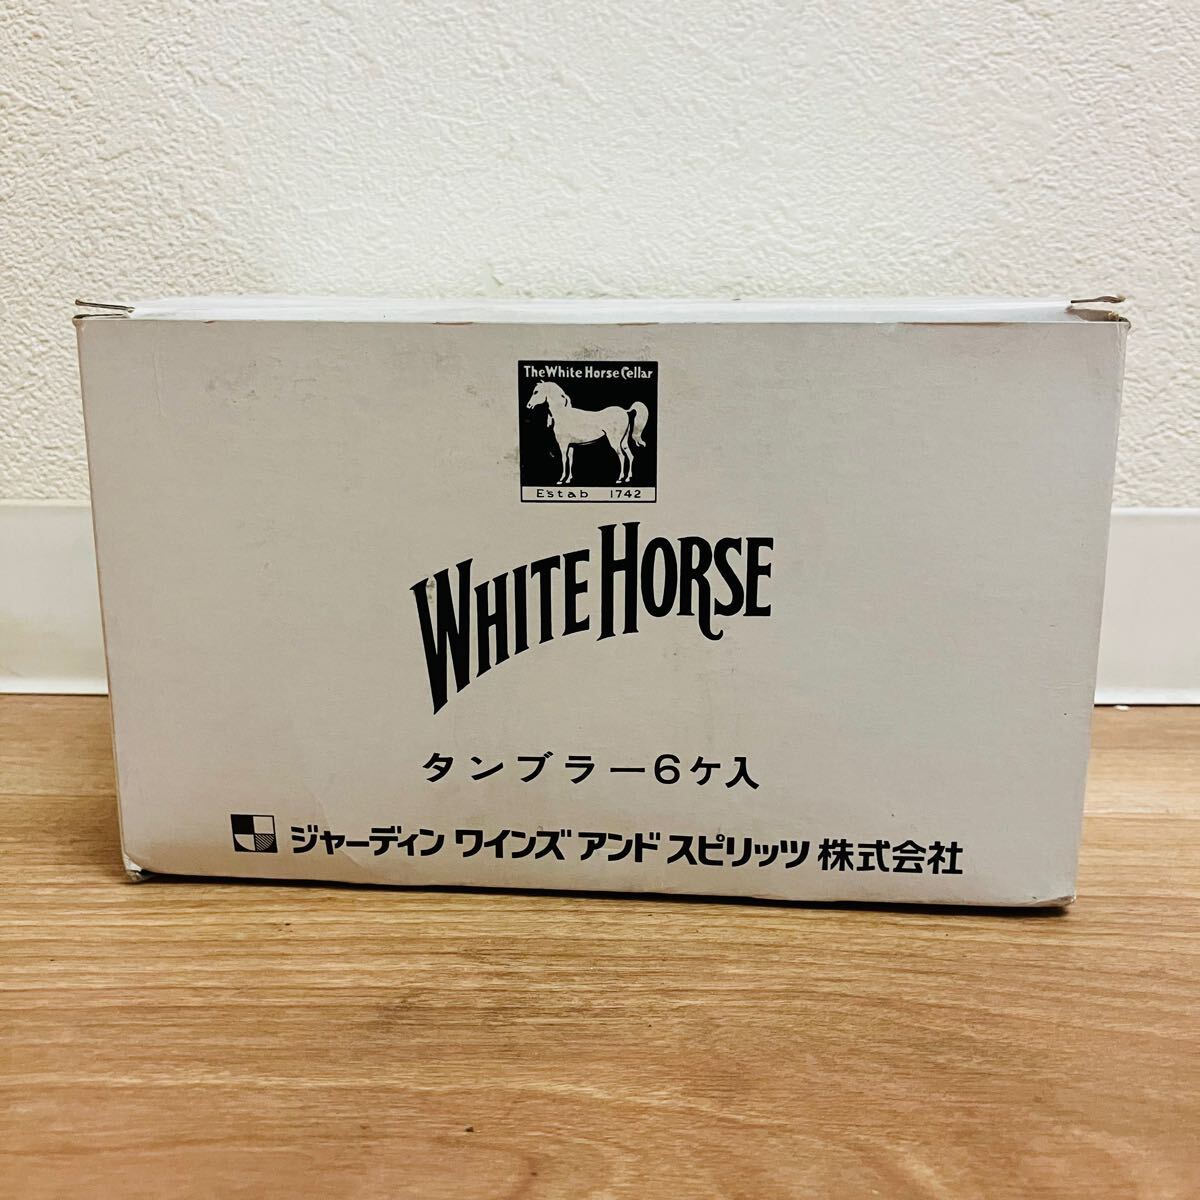 The White Horse Cellar
Estab 1742
WHITE HORSE
タンブラー6ケ入
ジャーディン ワインズ アンド スピリッツ 株式会社